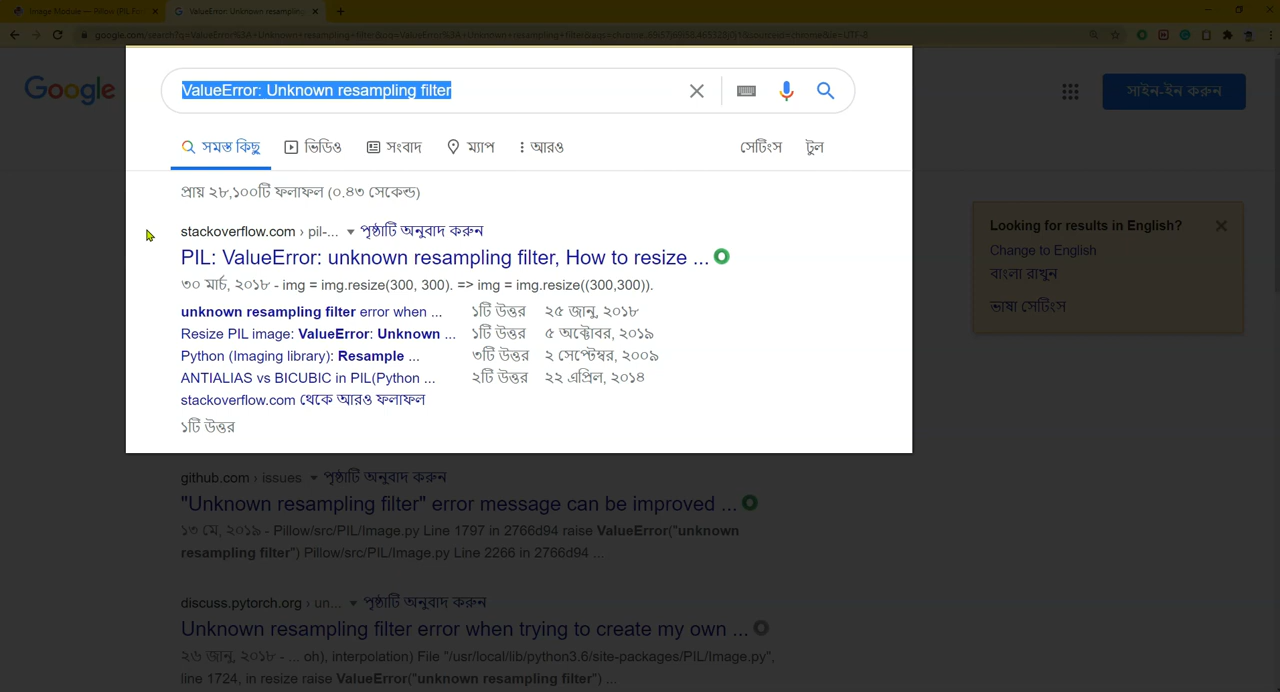 Image Module — Pillow (PIL Fo
ValueError: Unknown resamplin
Google
ValueError: Unknown resampling filter
সাইন-ইন করুন
সমস্ত কিছু ভিডিও সংবাদ ম্যাপ আরও সেটিংস টুল
প্রায় ২৮,১০০টি ফলাফল (০.৪৩ সেকেন্ড)
stackoverflow.com › pil-... পৃষ্ঠাটি অনুবাদ করুন
PIL: ValueError: unknown resampling filter, How to resize ...
৩০ মার্চ, ২০১৮ - img = img.resize(300, 300). => img = img.resize((300,300)).
unknown resampling filter error when ... ১টি উত্তর ২৫ জানু, ২০১৮
Resize PIL image: ValueError: Unknown ... ১টি উত্তর ৫ অক্টোবর, ২০১৯
Python (Imaging library): Resample ... ৩টি উত্তর ২ সেপ্টেম্বর, ২০০৯
ANTIALIAS vs BICUBIC in PIL(Python ... ২টি উত্তর ২২ এপ্রিল, ২০১৪
stackoverflow.com থেকে আরও ফলাফল
১টি উত্তর
Looking for results in English?
Change to English
বাংলা রাখুন
ভাষা সেটিংস
github.com › issues পৃষ্ঠাটি অনুবাদ করুন
"Unknown resampling filter" error message can be improved ...
১৩ মে, ২০১৯ - Pillow/src/PIL/Image.py Line 1797 in 2766d94 raise ValueError("unknown
resampling filter") Pillow/src/PIL/Image.py Line 2266 in 2766d94 ...
discuss.pytorch.org › un... পৃষ্ঠাটি অনুবাদ করুন
Unknown resampling filter error when trying to create my own ...
২৬ জানু, ২০১৮ - ... oh), interpolation) File "/usr/local/lib/python3.6/site-packages/PIL/Image.py",
line 1724, in resize raise ValueError("unknown resampling filter") ...